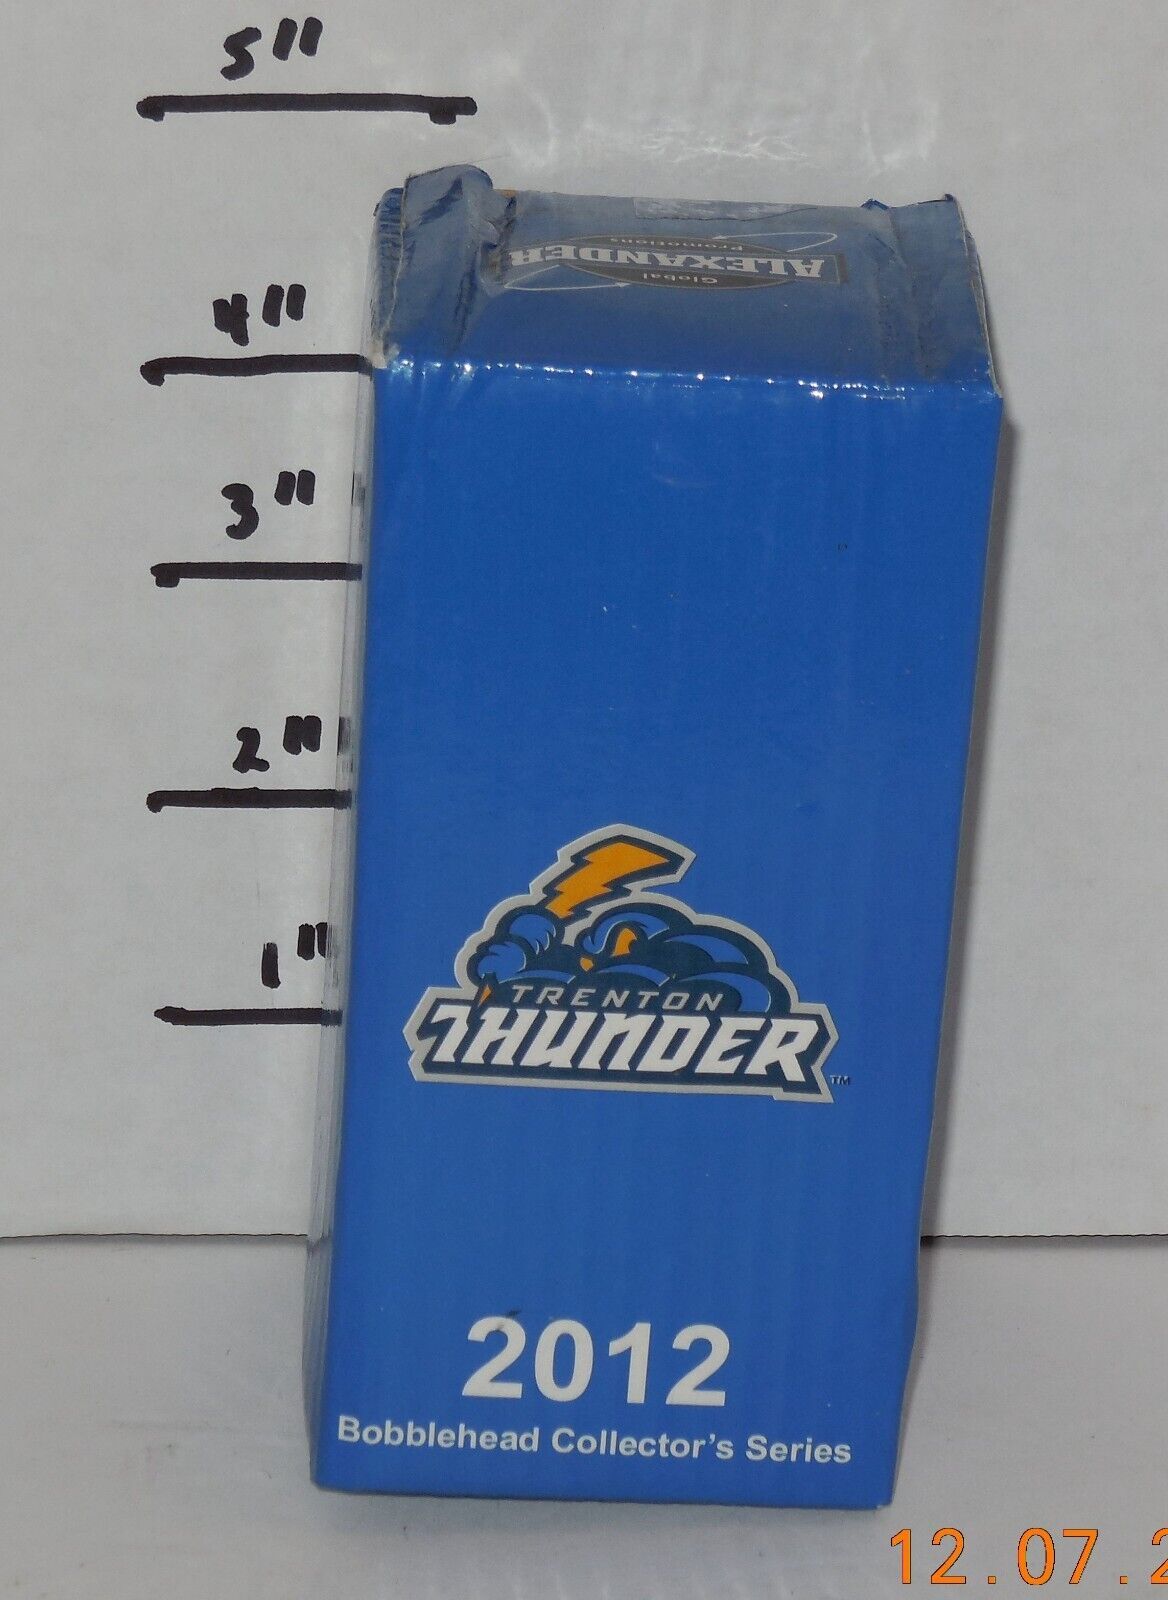 5"
4"
3"
2"
1"
Global
ALEXANDER
Promotions
TRENTON
THUNDER
TM
2012
Bobblehead Collector's Series
12.07.2